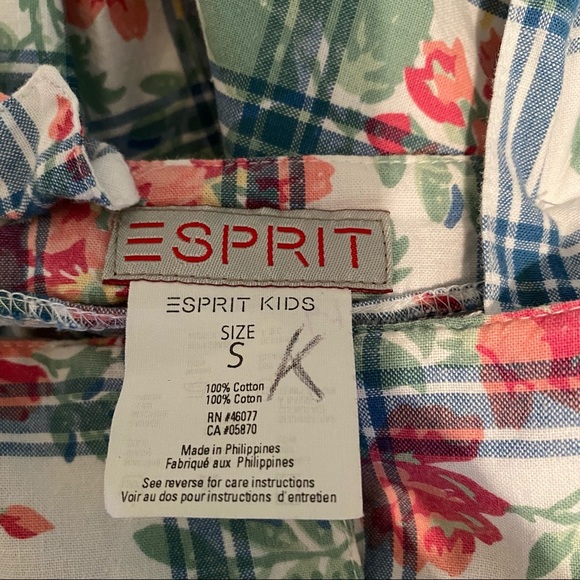 ESPRIT
ESPRIT KIDS
SIZE
S
K
100% Cotton
100% Coton
RN #46077
CA #05870
Made in Philippines
Fabriqué aux Philippines
See reverse for care instructions
Voir au dos pour instructions d'entretien